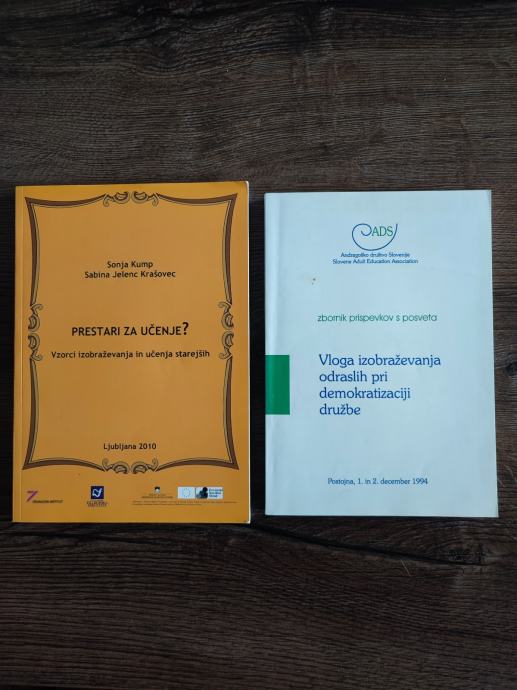 Sonja Kump
Sabina Jelenc Krašovec
PRESTARI ZA UČENJE?
Vzorci izobraževanja in učenja starejših
Ljubljana 2010
PEDAGOŠKI INŠTITUT
ADS
Andragoško društvo Slovenije
Slovene Adult Education Association
zbornik prispevkov s posveta
Vloga izobraževanja
odraslih pri
demokratizaciji
družbe
Postojna, 1. in 2. december 1994